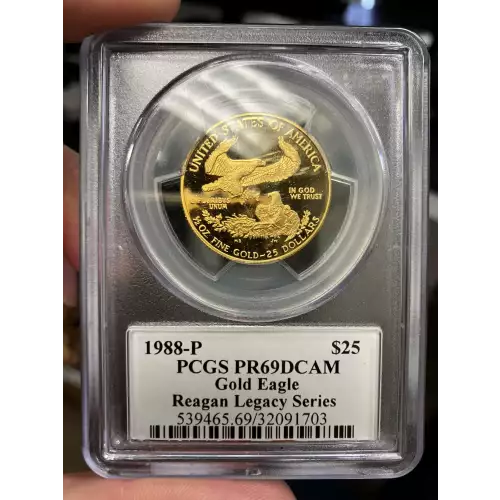 UNITED STATES OF AMERICA
IN GOD
WE TRUST
UNUM
½ OZ. FINE GOLD-25 DOLLARS
1988-P $25
PCGS PR69DCAM
Gold Eagle
Reagan Legacy Series
539465.69/32091703